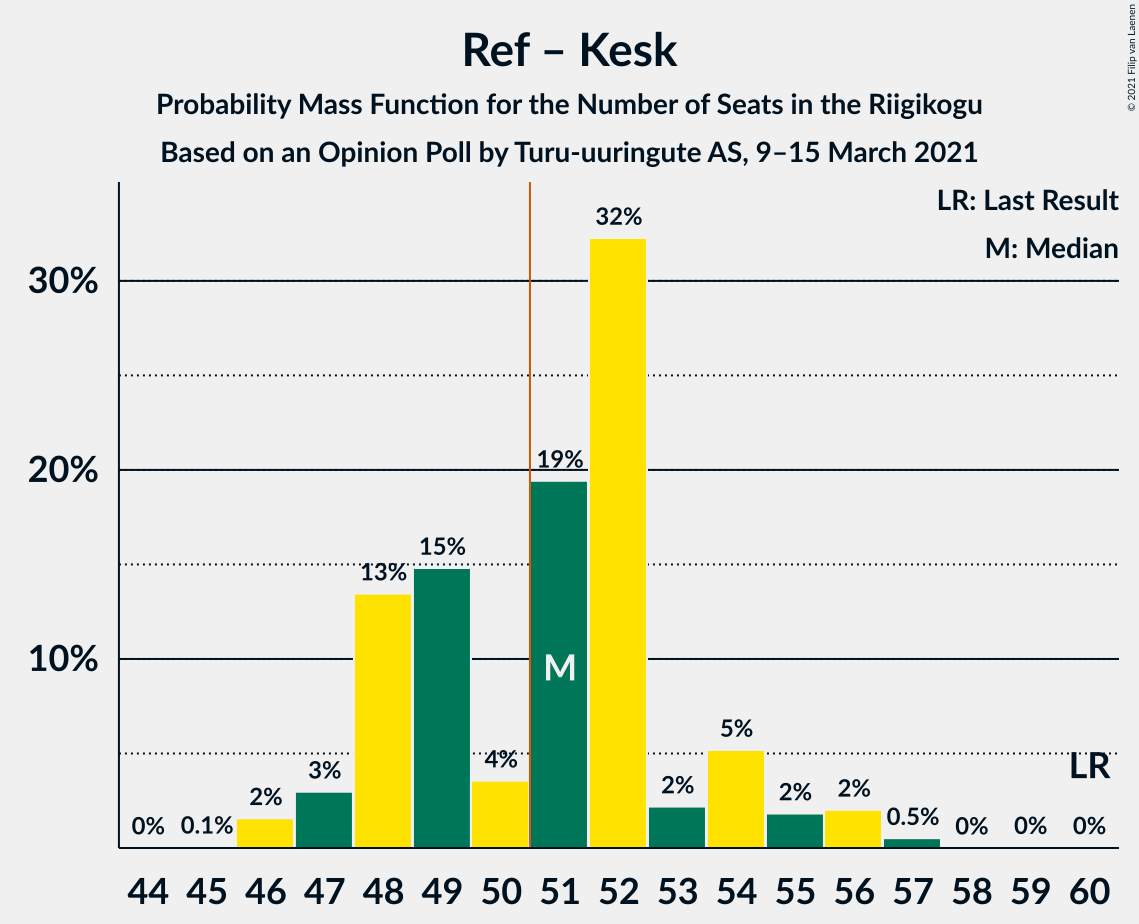 Ref – Kesk
Probability Mass Function for the Number of Seats in the Riigikogu
Based on an Opinion Poll by Turu-uuringute AS, 9–15 March 2021
© 2021 Filip van Laenen
LR: Last Result
M: Median
30%
20%
10%
0%
0.1%
2%
3%
13%
15%
4%
19%
32%
2%
5%
2%
2%
0.5%
0%
0%
0%
M
LR
44 45 46 47 48 49 50 51 52 53 54 55 56 57 58 59 60